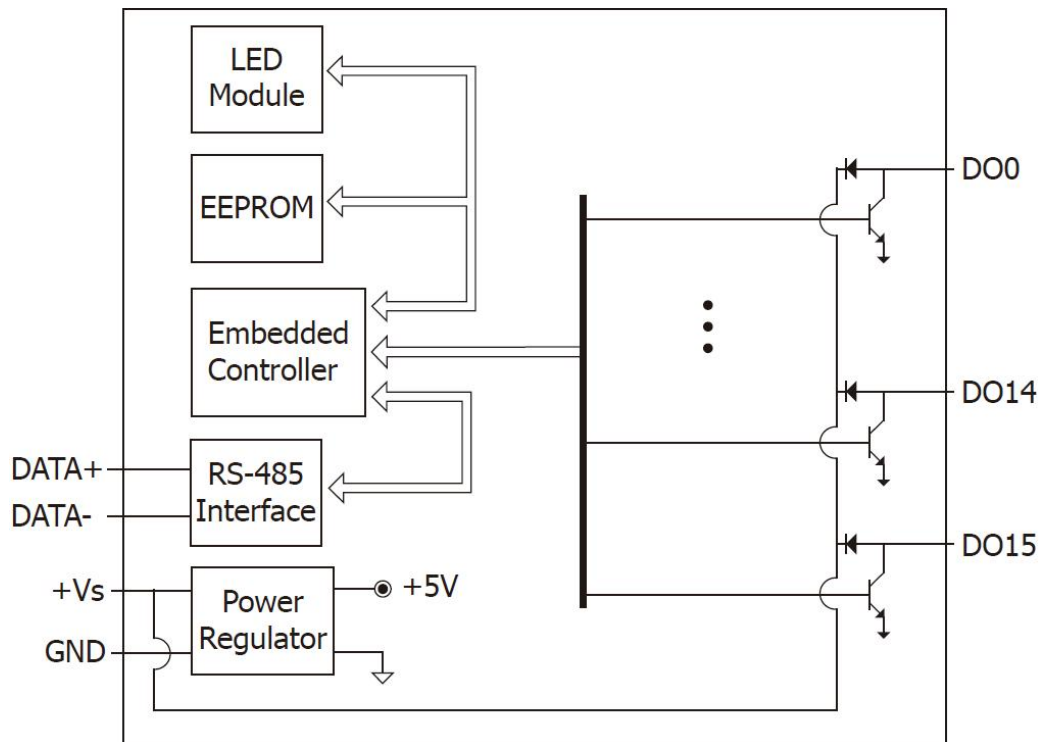 LED
Module
EEPROM
Embedded
Controller
RS-485
Interface
DATA+
DATA-
+Vs
GND
Power
Regulator
+5V
DO0
DO14
DO15